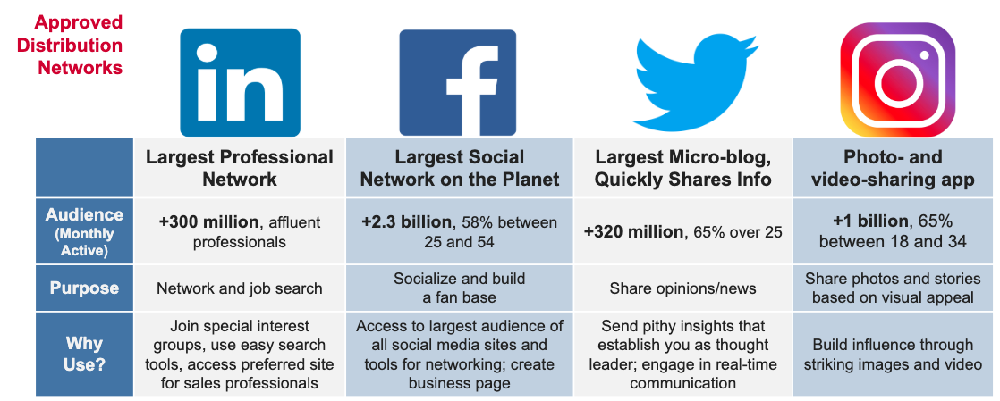 Approved
Distribution
Networks
in
f
Largest Professional
Network
Largest Social
Network on the Planet
Largest Micro-blog,
Quickly Shares Info
Photo- and
video-sharing app
Audience
(Monthly
Active)
+300 million, affluent
professionals
+2.3 billion, 58% between
25 and 54
+320 million, 65% over 25
+1 billion, 65%
between 18 and 34
Purpose
Network and job search
Socialize and build
a fan base
Share opinions/news
Share photos and stories
based on visual appeal
Why
Use?
Join special interest
groups, use easy search
tools, access preferred site
for sales professionals
Access to largest audience of
all social media sites and
tools for networking; create
business page
Send pithy insights that
establish you as thought
leader; engage in real-time
communication
Build influence through
striking images and video